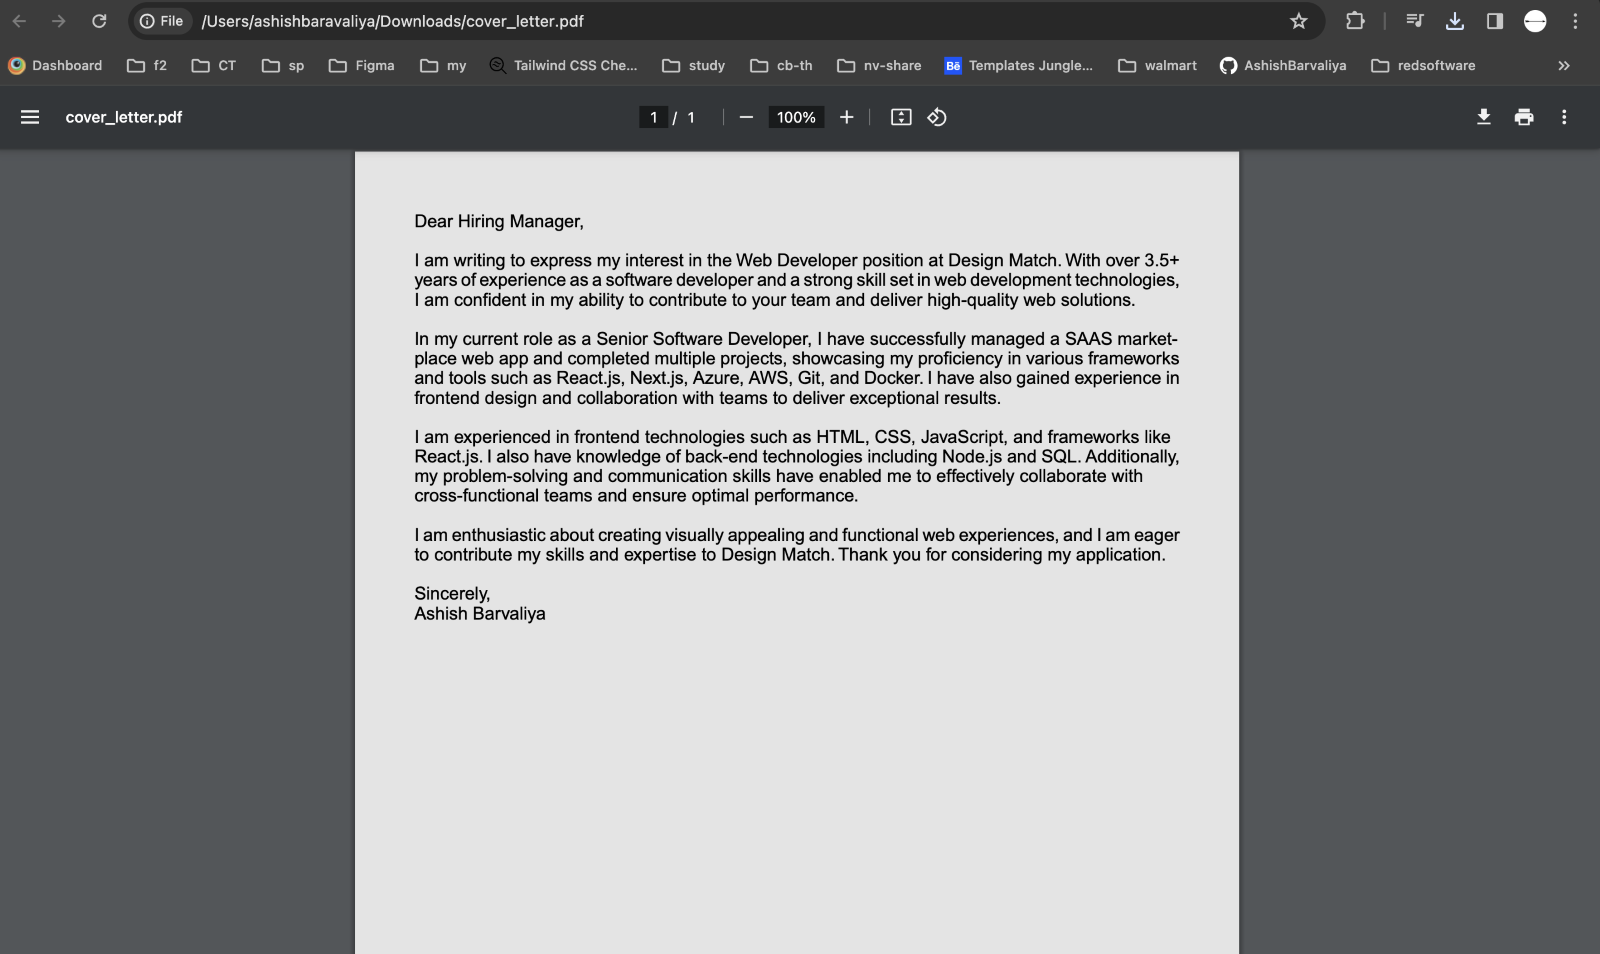 File /Users/ashishbaravaliya/Downloads/cover_letter.pdf
Dashboard f2 CT sp Figma my Tailwind CSS Che... study cb-th nv-share Bē Templates Jungle... walmart AshishBarvaliya redsoftware
cover_letter.pdf 1 / 1 100%
Dear Hiring Manager,
I am writing to express my interest in the Web Developer position at Design Match. With over 3.5+
years of experience as a software developer and a strong skill set in web development technologies,
I am confident in my ability to contribute to your team and deliver high-quality web solutions.
In my current role as a Senior Software Developer, I have successfully managed a SAAS market-
place web app and completed multiple projects, showcasing my proficiency in various frameworks
and tools such as React.js, Next.js, Azure, AWS, Git, and Docker. I have also gained experience in
frontend design and collaboration with teams to deliver exceptional results.
I am experienced in frontend technologies such as HTML, CSS, JavaScript, and frameworks like
React.js. I also have knowledge of back-end technologies including Node.js and SQL. Additionally,
my problem-solving and communication skills have enabled me to effectively collaborate with
cross-functional teams and ensure optimal performance.
I am enthusiastic about creating visually appealing and functional web experiences, and I am eager
to contribute my skills and expertise to Design Match. Thank you for considering my application.
Sincerely,
Ashish Barvaliya